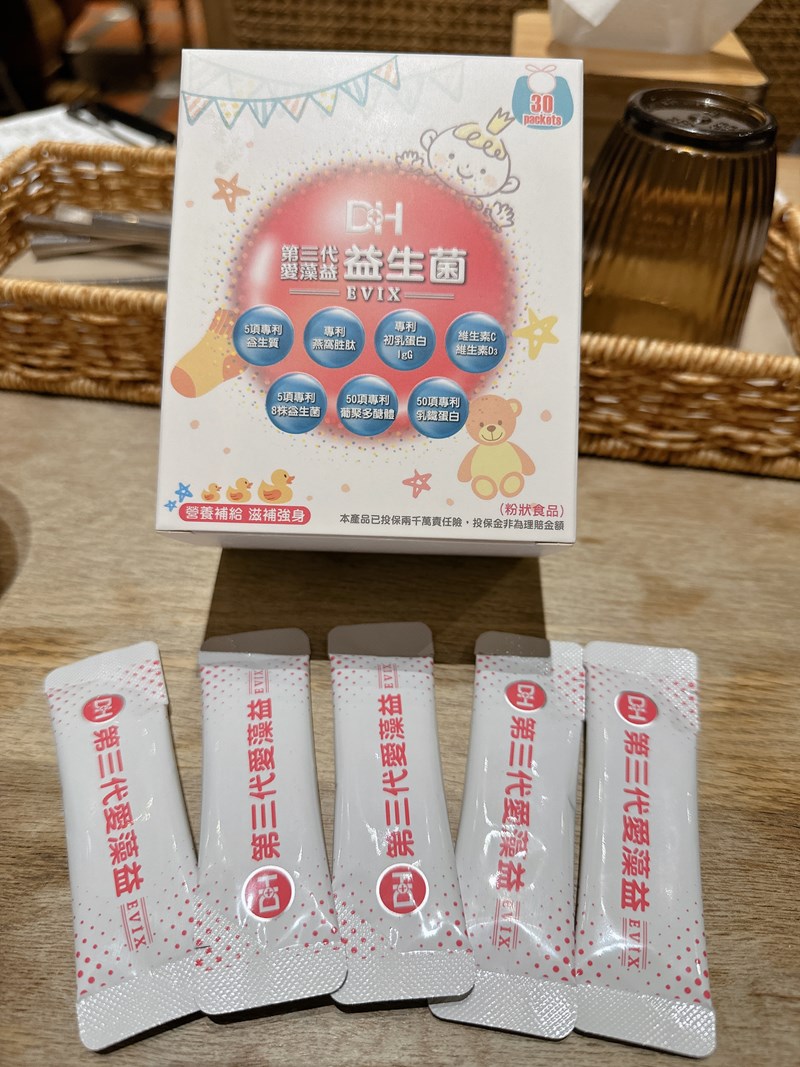 30
packets
DH
第三代
愛藻益
益生菌
EVIX
5項專利
益生質
專利
燕窩胜肽
專利
初乳蛋白
IgG
維生素C
維生素D3
5項專利
8株益生菌
50項專利
葡聚多醣體
50項專利
乳鐵蛋白
營養補給 滋補強身
(粉狀食品)
本產品已投保兩千萬責任險,投保金非為理賠金額
DH 第三代愛藻益 EVIX
DH 第三代愛藻益 EVIX
DH 第三代愛藻益 EVIX
DH 第三代愛藻益 EVIX
DH 第三代愛藻益 EVIX